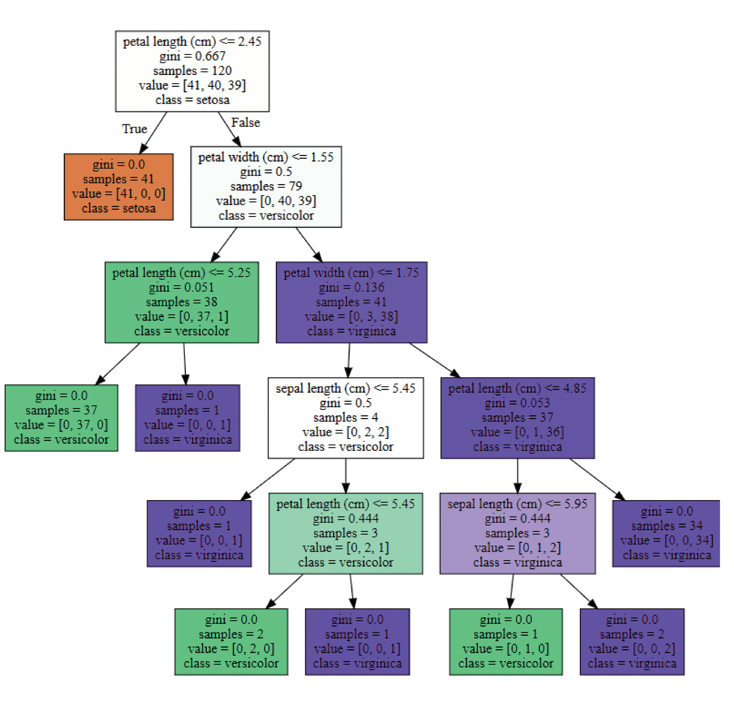 petal length (cm) <= 2.45
gini = 0.667
samples = 120
value = [41, 40, 39]
class = setosa
True
False
gini = 0.0
samples = 41
value = [41, 0, 0]
class = setosa
petal width (cm) <= 1.55
gini = 0.5
samples = 79
value = [0, 40, 39]
class = versicolor
petal length (cm) <= 5.25
gini = 0.051
samples = 38
value = [0, 37, 1]
class = versicolor
petal width (cm) <= 1.75
gini = 0.136
samples = 41
value = [0, 3, 38]
class = virginica
gini = 0.0
samples = 37
value = [0, 37, 0]
class = versicolor
gini = 0.0
samples = 1
value = [0, 0, 1]
class = virginica
sepal length (cm) <= 5.45
gini = 0.5
samples = 4
value = [0, 2, 2]
class = versicolor
petal length (cm) <= 4.85
gini = 0.053
samples = 37
value = [0, 1, 36]
class = virginica
gini = 0.0
samples = 1
value = [0, 0, 1]
class = virginica
petal length (cm) <= 5.45
gini = 0.444
samples = 3
value = [0, 2, 1]
class = versicolor
sepal length (cm) <= 5.95
gini = 0.444
samples = 3
value = [0, 1, 2]
class = virginica
gini = 0.0
samples = 34
value = [0, 0, 34]
class = virginica
gini = 0.0
samples = 2
value = [0, 2, 0]
class = versicolor
gini = 0.0
samples = 1
value = [0, 0, 1]
class = virginica
gini = 0.0
samples = 1
value = [0, 1, 0]
class = versicolor
gini = 0.0
samples = 2
value = [0, 0, 2]
class = virginica